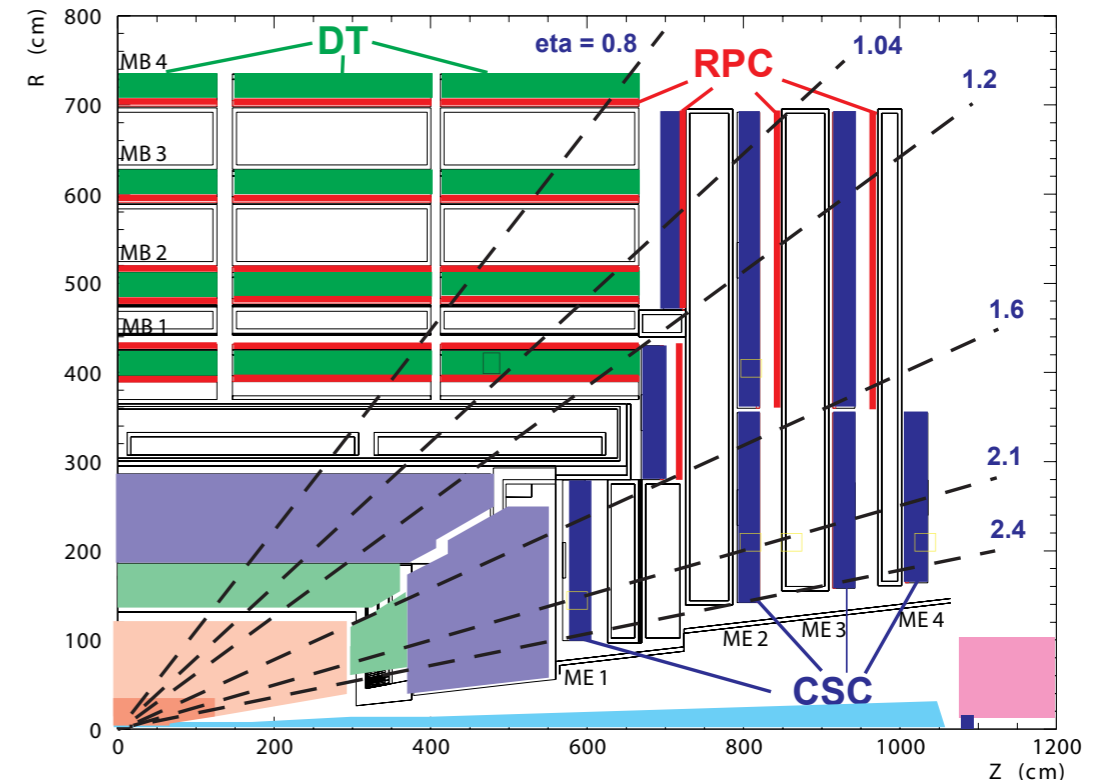 R (cm)
800
700
600
500
400
300
200
100
0
MB 4
MB 3
MB 2
MB 1
DT
eta = 0.8
1.04
RPC
1.2
1.6
2.1
2.4
ME 1
ME 2
ME 3
ME 4
CSC
0
200
400
600
800
1000
1200
Z (cm)